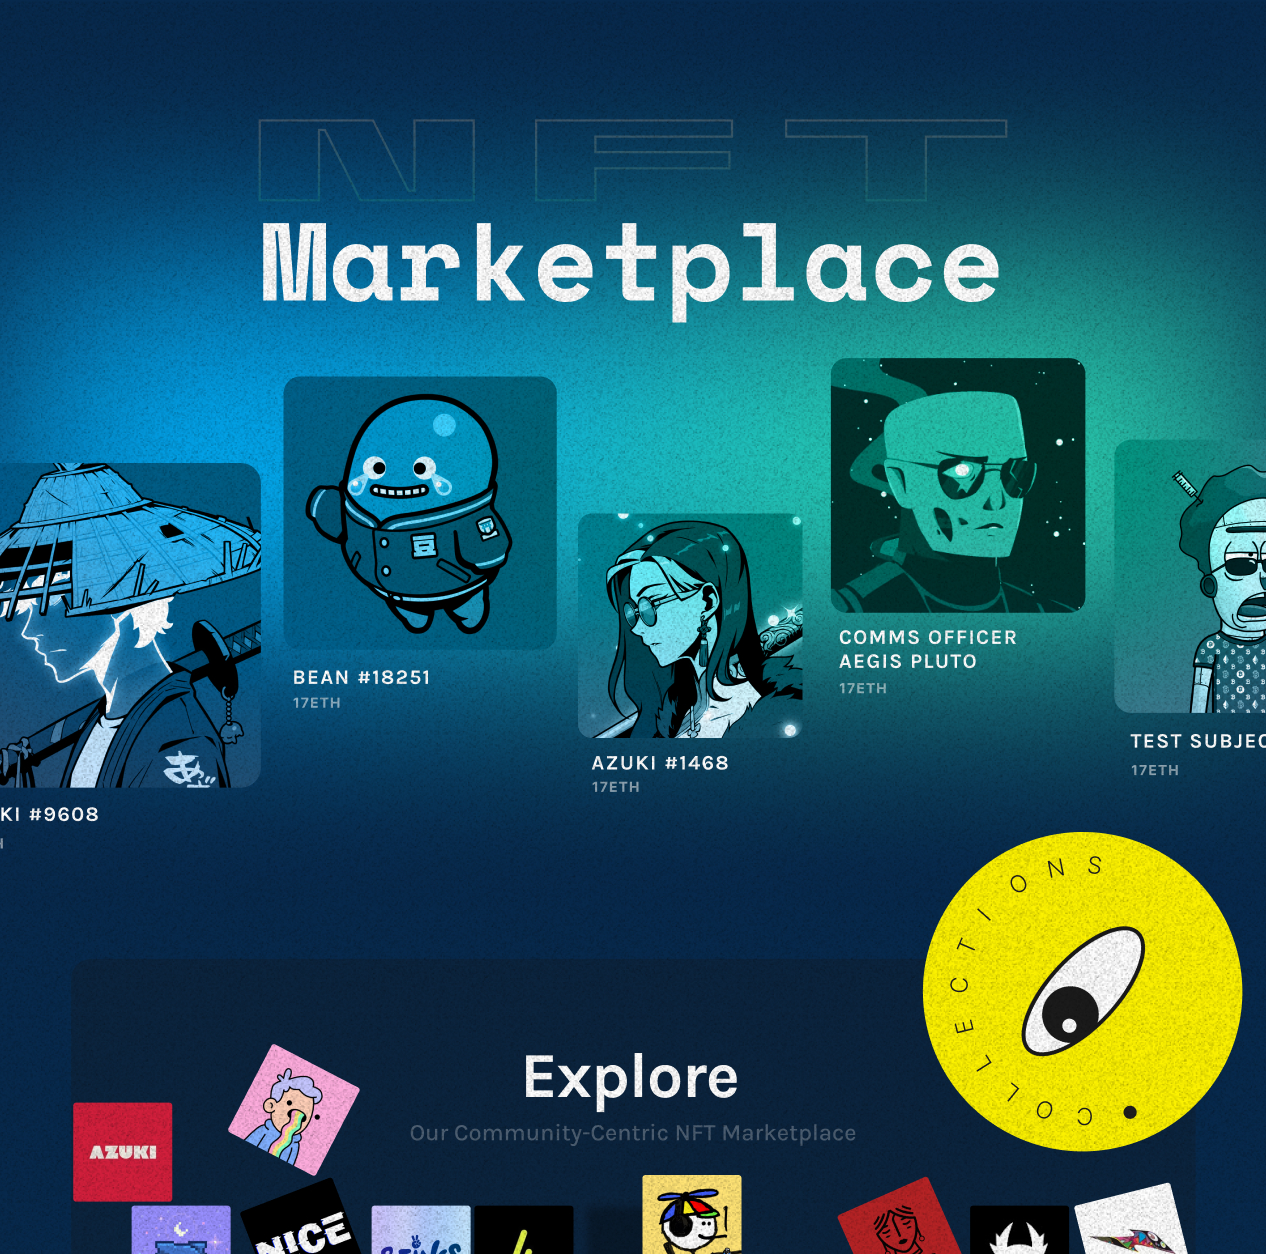 NFT
Marketplace
BEAN #18251
17ETH
AZUKI #1468
17ETH
COMMS OFFICER
AEGIS PLUTO
17ETH
TEST SUBJEC
17ETH
KI #9608
COLLECTIONS
Explore
Our Community-Centric NFT Marketplace
AZUKI
NICE